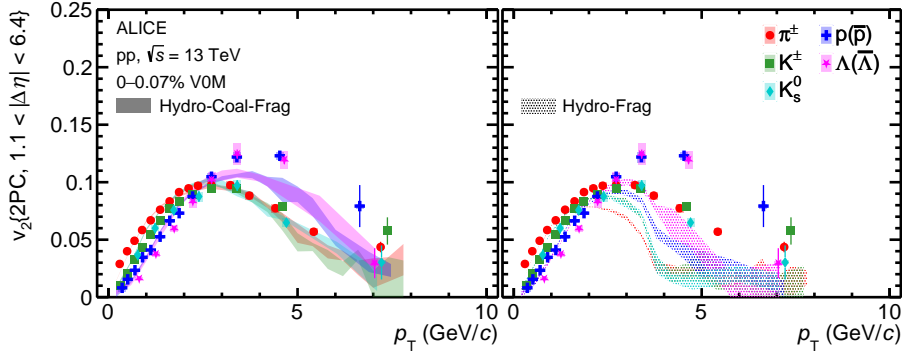 v₂{2PC, 1.1 < |Δη| < 6.4}
0.25
0.2
0.15
0.1
0.05
0
ALICE
pp, √s = 13 TeV
0–0.07% V0M
Hydro-Coal-Frag
0 5 10
p_T (GeV/c)
Hydro-Frag
π± p(p̅)
K± Λ(Λ̅)
K⁰ₛ
0 5 10
p_T (GeV/c)